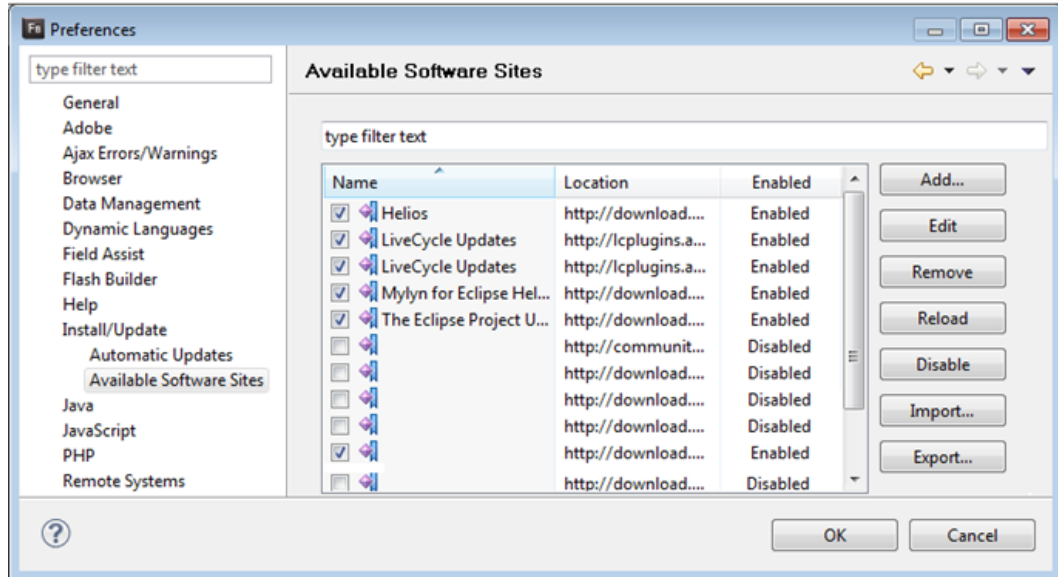 Fb Preferences
type filter text
General
Adobe
Ajax Errors/Warnings
Browser
Data Management
Dynamic Languages
Field Assist
Flash Builder
Help
Install/Update
Automatic Updates
Available Software Sites
Java
JavaScript
PHP
Remote Systems
Available Software Sites
type filter text
Name Location Enabled
Helios http://download.... Enabled
LiveCycle Updates http://lcplugins.a... Enabled
LiveCycle Updates http://lcplugins.a... Enabled
Mylyn for Eclipse Hel... http://download.... Enabled
The Eclipse Project U... http://download.... Enabled
http://communit... Disabled
http://download.... Disabled
http://download.... Disabled
http://download.... Disabled
http://download.... Enabled
http://download.... Disabled
Add...
Edit
Remove
Reload
Disable
Import...
Export...
? OK Cancel